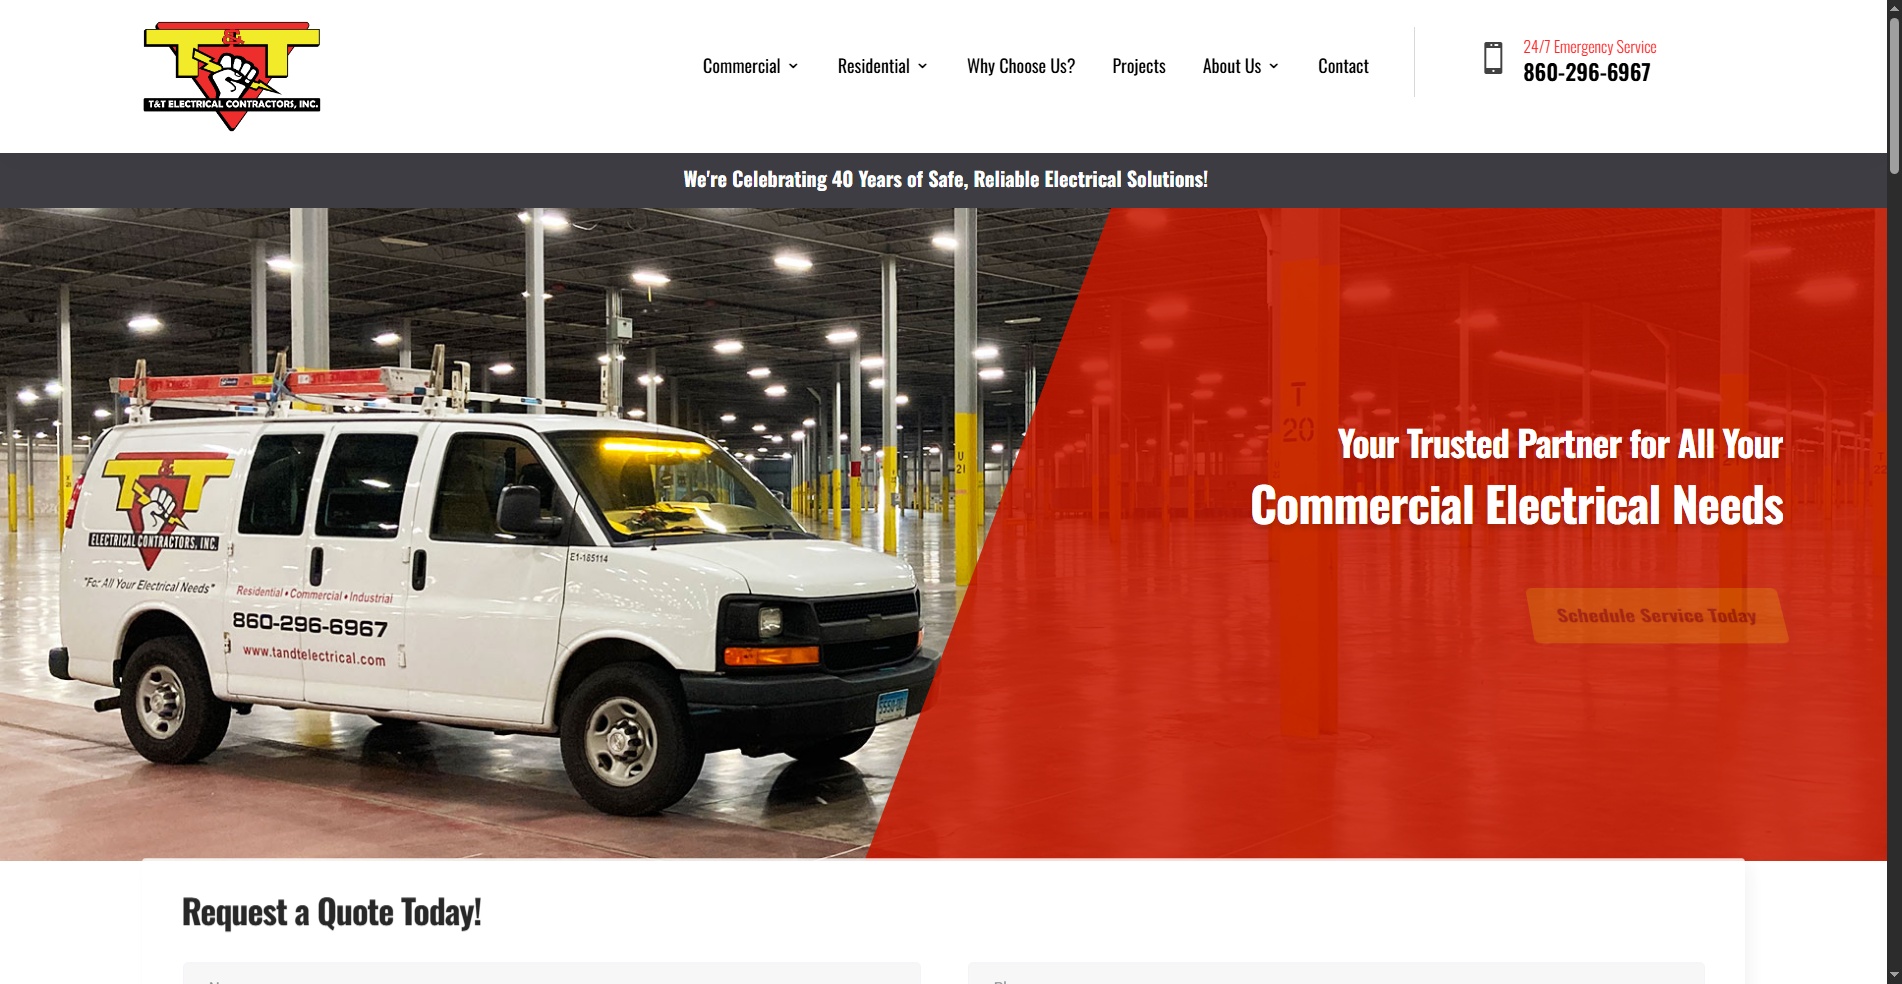 T&T
T&T ELECTRICAL CONTRACTORS, INC.
Commercial
Residential
Why Choose Us?
Projects
About Us
Contact
24/7 Emergency Service
860-296-6967
We're Celebrating 40 Years of Safe, Reliable Electrical Solutions!
T&T
ELECTRICAL CONTRACTORS, INC.
"For All Your Electrical Needs"
Residential • Commercial • Industrial
860-296-6967
www.tandtelectrical.com
E1-185114
U
21
T
20
Your Trusted Partner for All Your
Commercial Electrical Needs
Schedule Service Today
Request a Quote Today!